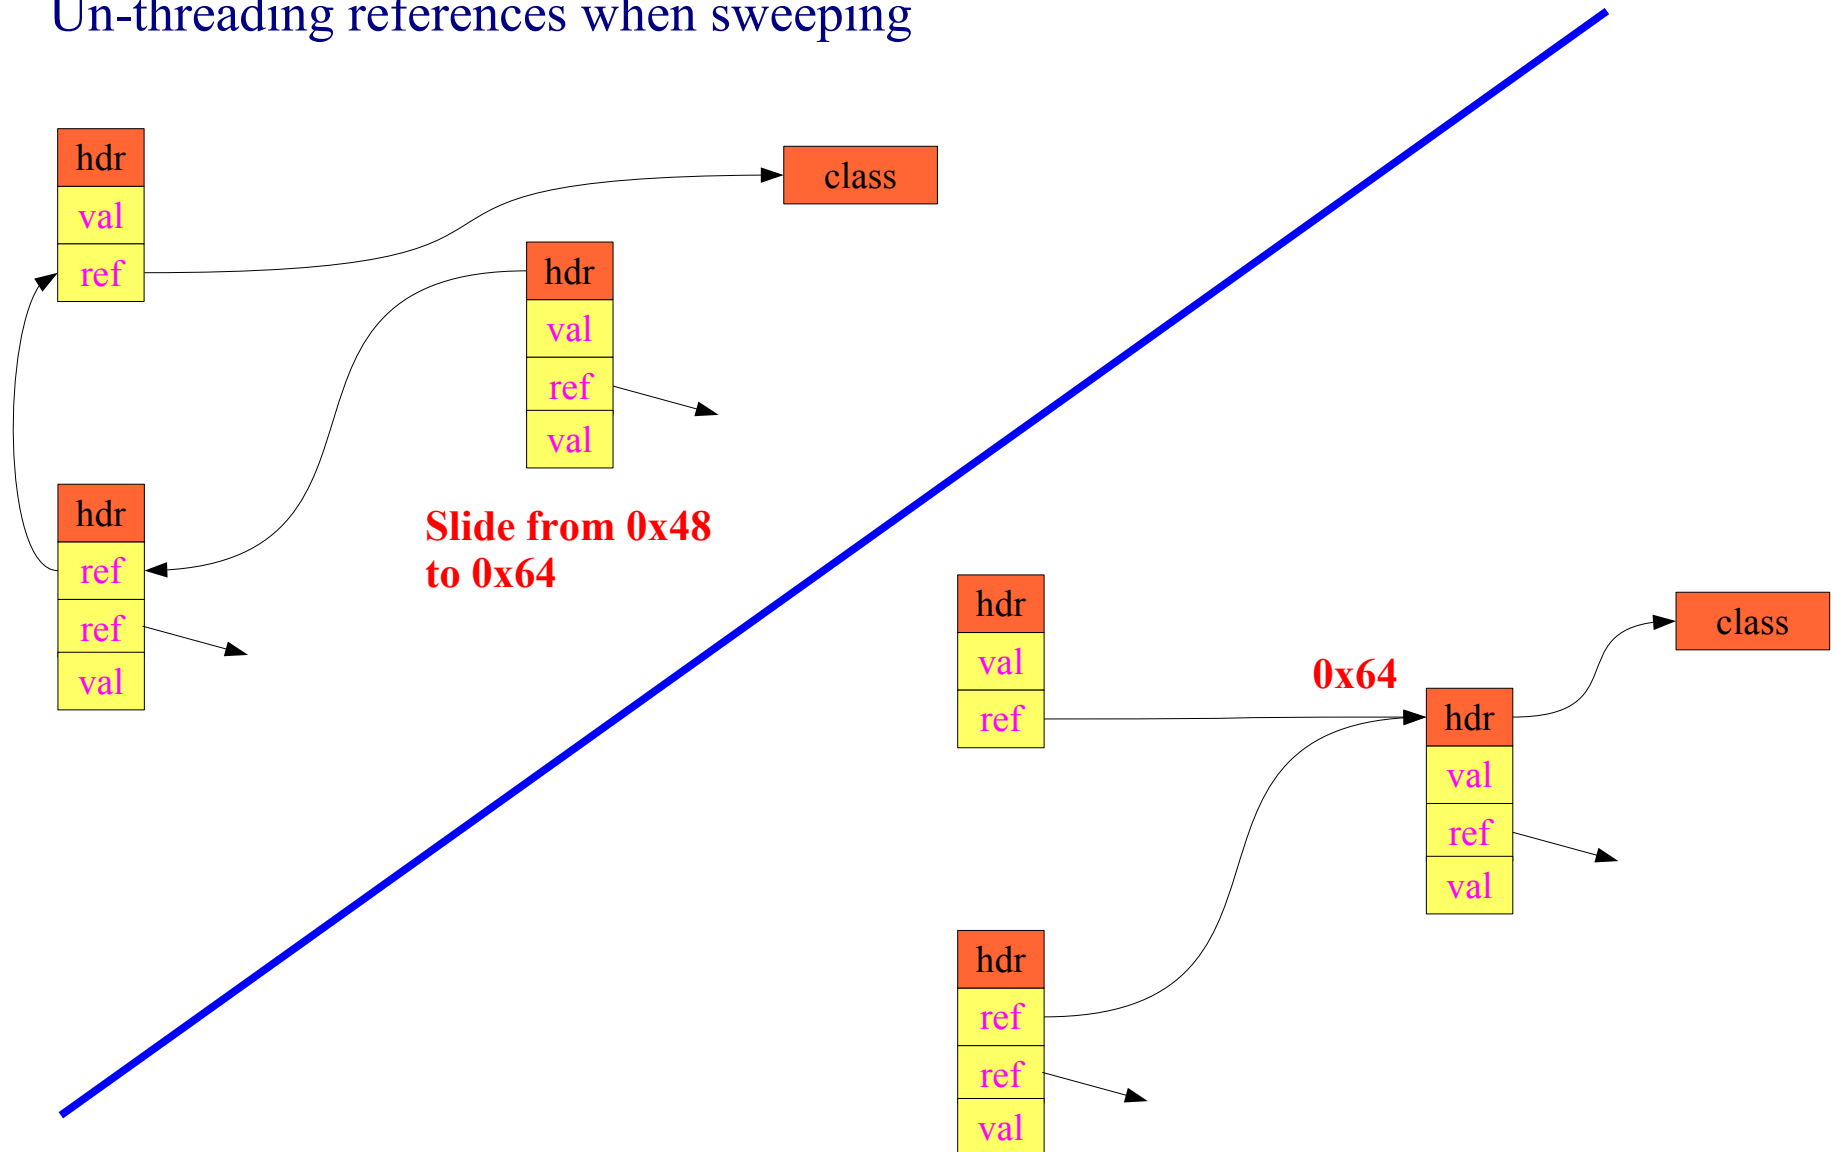 Un-threading references when sweeping
hdr
val
ref
class
hdr
val
ref
val
hdr
ref
ref
val
Slide from 0x48
to 0x64
hdr
val
ref
class
0x64
hdr
val
ref
val
hdr
ref
ref
val